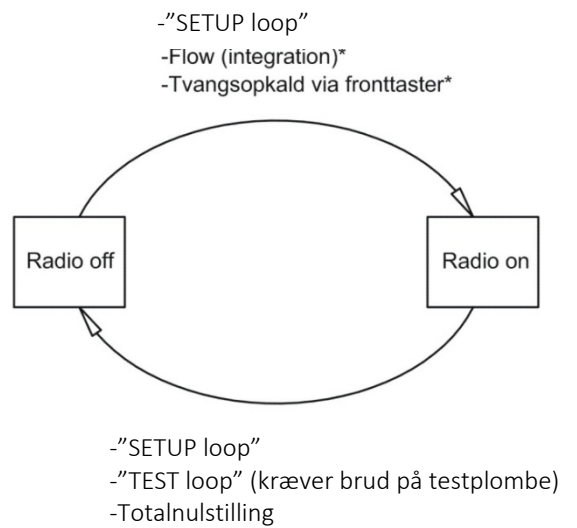 -”SETUP loop”
-Flow (integration)*
-Tvangsopkald via fronttaster*
Radio off
Radio on
-”SETUP loop”
-”TEST loop” (kræver brud på testplombe)
-Totalnulstilling